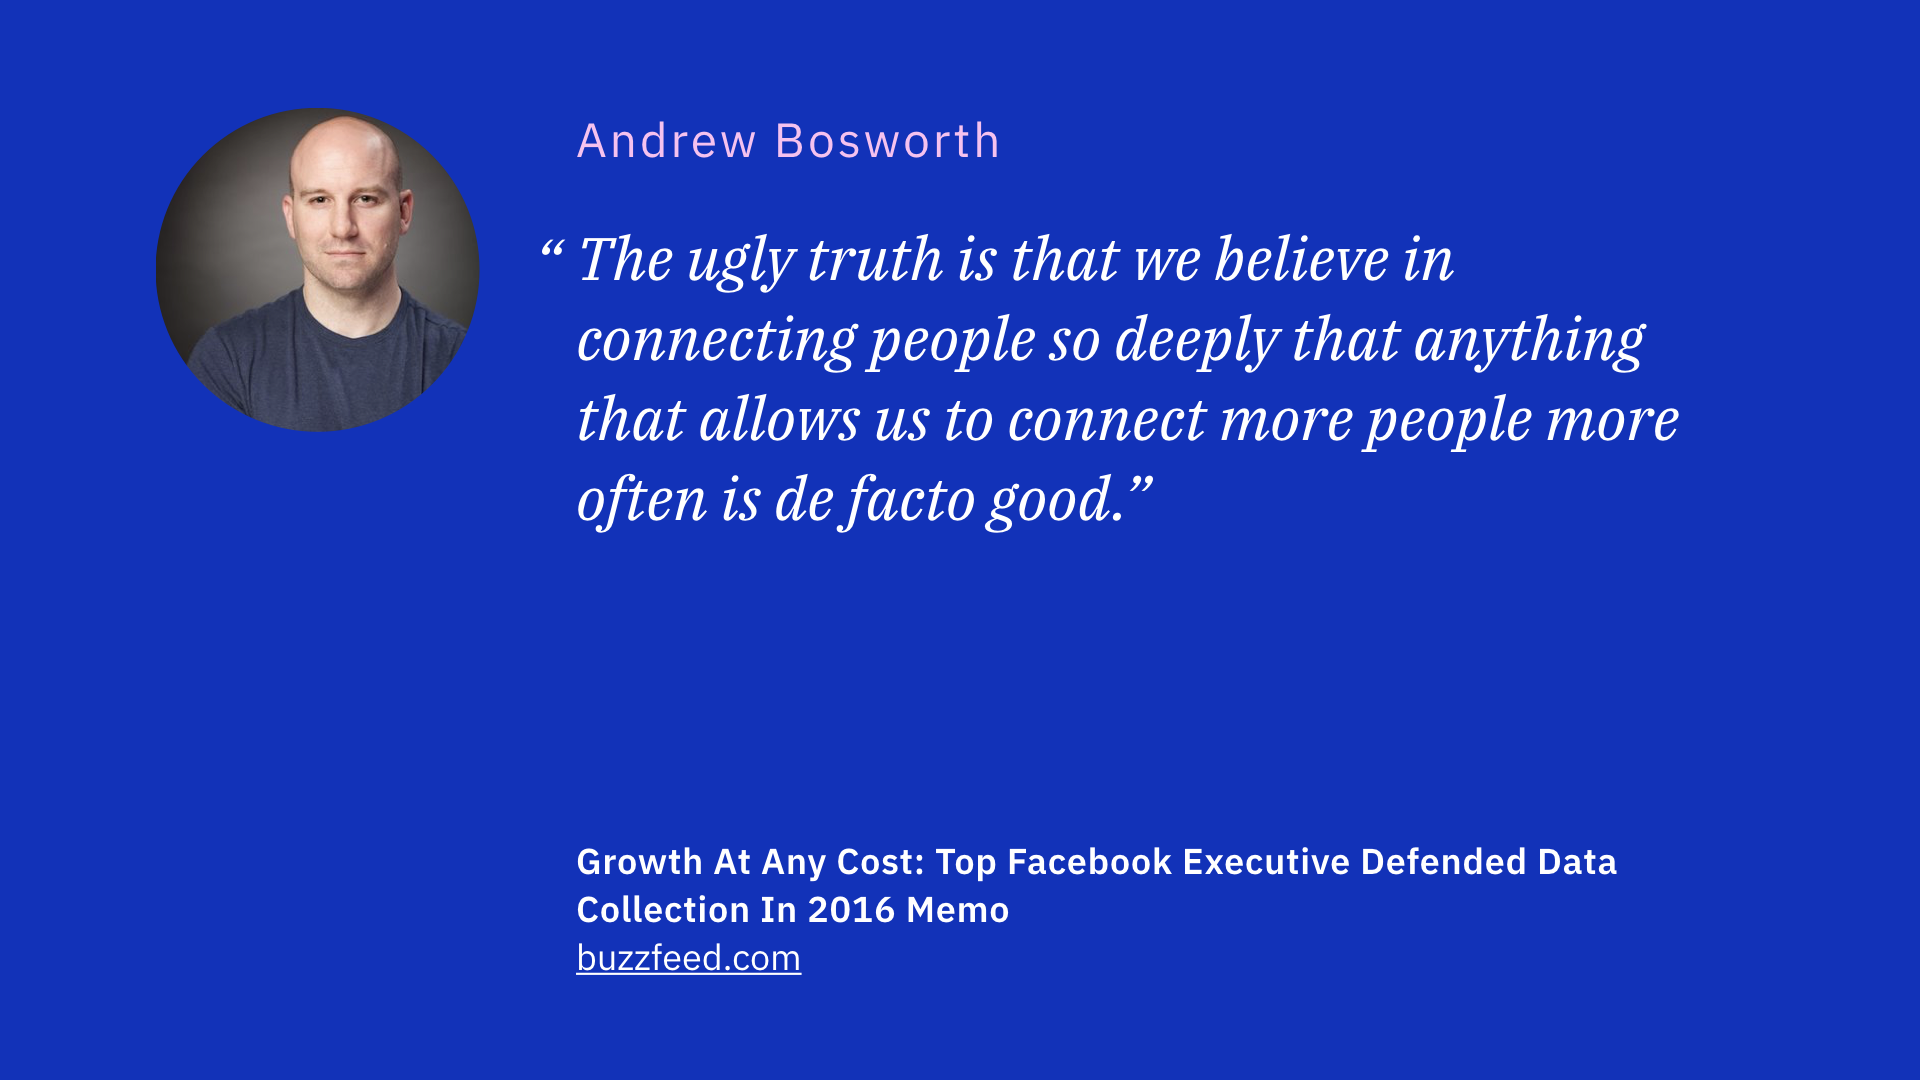 Andrew Bosworth
“ The ugly truth is that we believe in
connecting people so deeply that anything
that allows us to connect more people more
often is de facto good.”
Growth At Any Cost: Top Facebook Executive Defended Data
Collection In 2016 Memo
buzzfeed.com